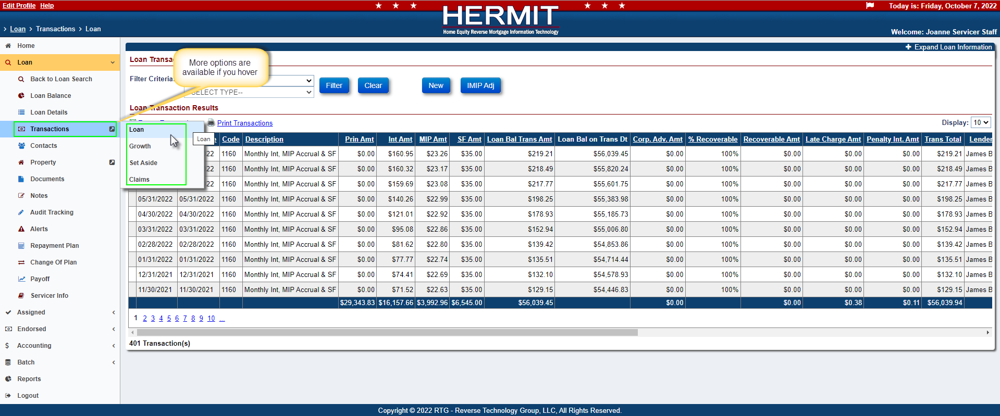 Edit Profile Help
Today is: Friday, October 7, 2022
HERMIT
Home Equity Reverse Mortgage Information Technology
> Loan > Transactions > Loan
Welcome: Joanne Servicer Staff
Home
Loan
Back to Loan Search
Loan Balance
Loan Details
Transactions
Contacts
Property
Documents
Notes
Audit Tracking
Alerts
Repayment Plan
Change Of Plan
Payoff
Servicer Info
Assigned
Endorsed
Accounting
Batch
Reports
Logout
Loan
Growth
Set Aside
Claims
Loan
More options are
available if you hover
Expand Loan Information
Loan Transa
Filter Criteria
SELECT TYPE--
Filter Clear New IMIP Adj
Loan Transaction Results
Print Transactions
Display: 10
Code Description Prin Amt Int Amt MIP Amt SF Amt Loan Bal Trans Amt Loan Bal on Trans Dt Corp. Adv. Amt % Recoverable Recoverable Amt Late Charge Amt Penalty Int. Amt Trans Total Lender
22 1160 Monthly Int, MIP Accrual & SF $0.00 $160.95 $23.26 $35.00 $219.21 $56,039.45 $0.00 100% $0.00 $0.00 $0.00 $219.21 James B
22 1160 Monthly Int, MIP Accrual & SF $0.00 $160.32 $23.17 $35.00 $218.49 $55,820.24 $0.00 100% $0.00 $0.00 $0.00 $218.49 James B
22 1160 Monthly Int, MIP Accrual & SF $0.00 $159.69 $23.08 $35.00 $217.77 $55,601.75 $0.00 100% $0.00 $0.00 $0.00 $217.77 James B
05/31/2022 05/31/2022 1160 Monthly Int, MIP Accrual & SF $0.00 $140.26 $22.99 $35.00 $198.25 $55,383.98 $0.00 100% $0.00 $0.00 $0.00 $198.25 James B
04/30/2022 04/30/2022 1160 Monthly Int, MIP Accrual & SF $0.00 $121.01 $22.92 $35.00 $178.93 $55,185.73 $0.00 100% $0.00 $0.00 $0.00 $178.93 James B
03/31/2022 03/31/2022 1160 Monthly Int, MIP Accrual & SF $0.00 $95.08 $22.86 $35.00 $152.94 $55,006.80 $0.00 100% $0.00 $0.00 $0.00 $152.94 James B
02/28/2022 02/28/2022 1160 Monthly Int, MIP Accrual & SF $0.00 $81.62 $22.80 $35.00 $139.42 $54,853.86 $0.00 100% $0.00 $0.00 $0.00 $139.42 James B
01/31/2022 01/31/2022 1160 Monthly Int, MIP Accrual & SF $0.00 $77.77 $22.74 $35.00 $135.51 $54,714.44 $0.00 100% $0.00 $0.00 $0.00 $135.51 James B
12/31/2021 12/31/2021 1160 Monthly Int, MIP Accrual & SF $0.00 $74.41 $22.69 $35.00 $132.10 $54,578.93 $0.00 100% $0.00 $0.00 $0.00 $132.10 James B
11/30/2021 11/30/2021 1160 Monthly Int, MIP Accrual & SF $0.00 $71.52 $22.63 $35.00 $129.15 $54,446.83 $0.00 100% $0.00 $0.00 $0.00 $129.15 James B
$29,343.83 $16,157.66 $3,992.96 $6,545.00 $56,039.45 $0.00 $0.00 $0.38 $0.11 $56,039.94
1 2 3 4 5 6 7 8 9 10 ...
401 Transaction(s)
Copyright © 2022 RTG - Reverse Technology Group, LLC, All Rights Reserved.